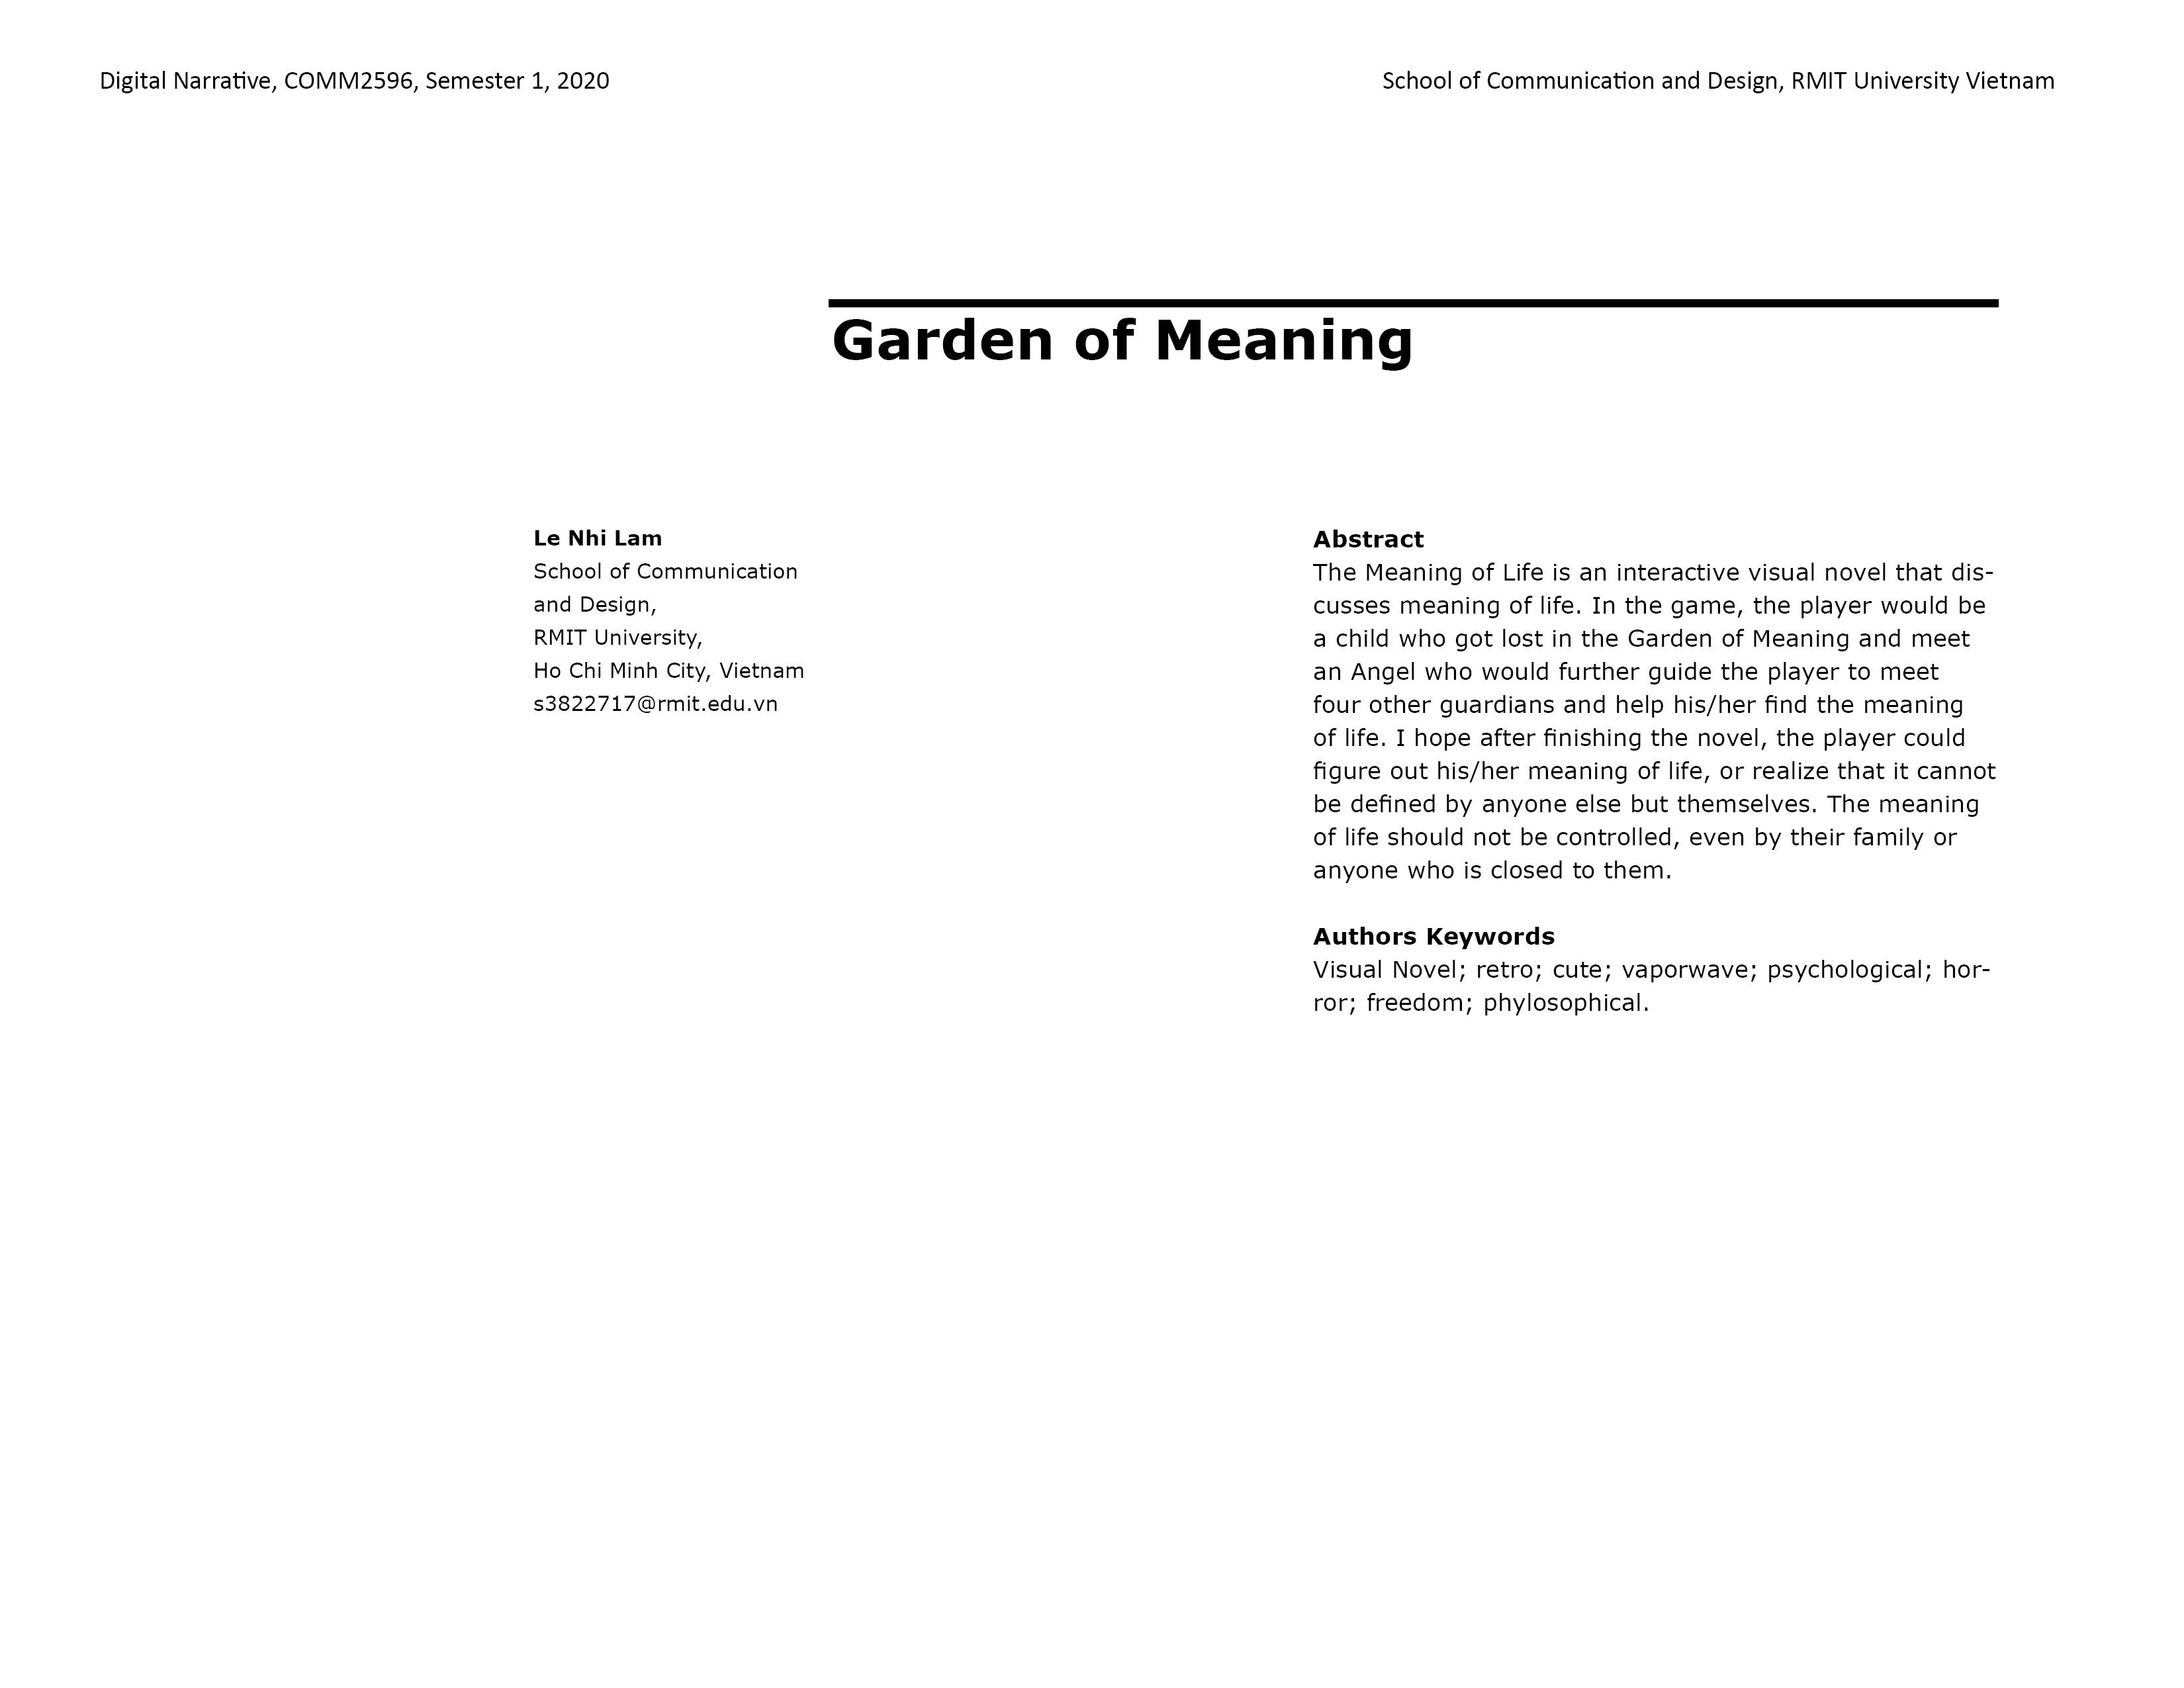 Digital Narrative, COMM2596, Semester 1, 2020
School of Communication and Design, RMIT University Vietnam
Garden of Meaning
Le Nhi Lam
School of Communication
and Design,
RMIT University,
Ho Chi Minh City, Vietnam
s3822717@rmit.edu.vn
Abstract
The Meaning of Life is an interactive visual novel that dis-
cusses meaning of life. In the game, the player would be
a child who got lost in the Garden of Meaning and meet
an Angel who would further guide the player to meet
four other guardians and help his/her find the meaning
of life. I hope after finishing the novel, the player could
figure out his/her meaning of life, or realize that it cannot
be defined by anyone else but themselves. The meaning
of life should not be controlled, even by their family or
anyone who is closed to them.
Authors Keywords
Visual Novel; retro; cute; vaporwave; psychological; hor-
ror; freedom; phylosophical.